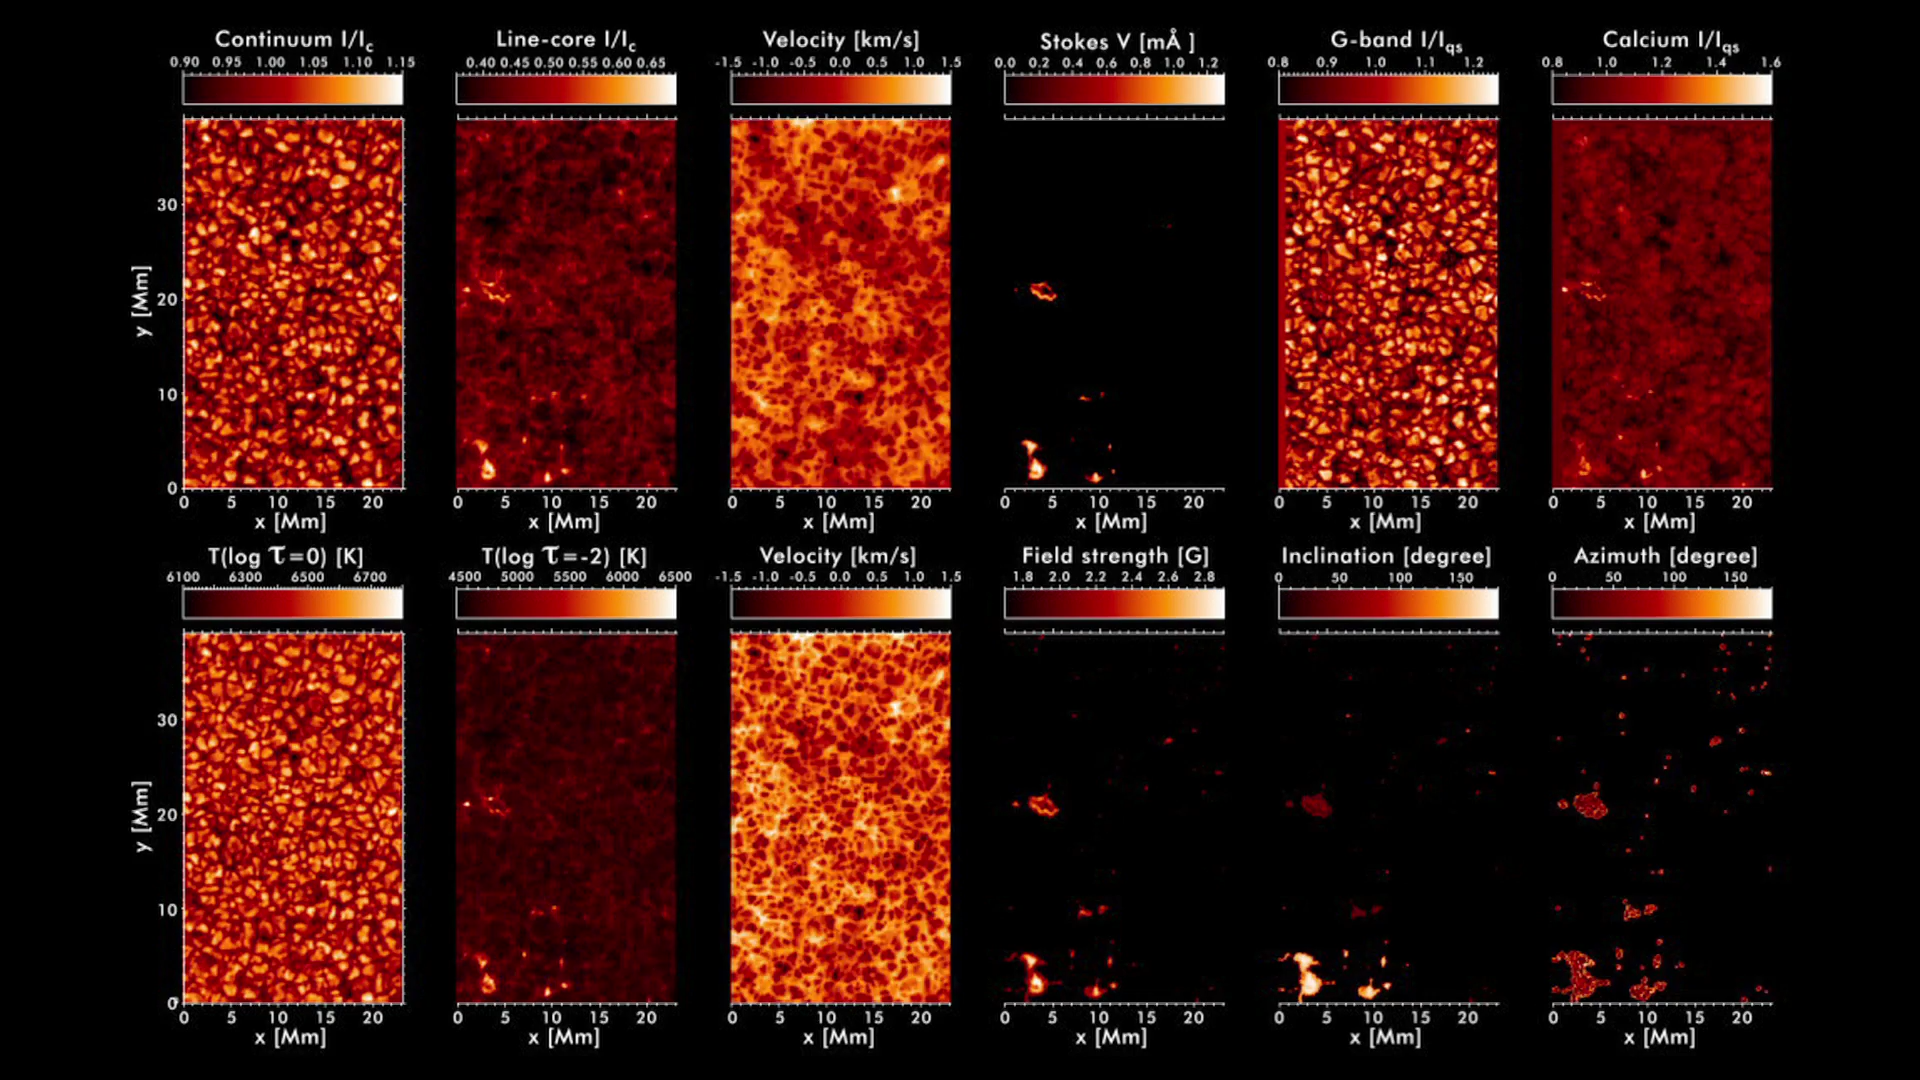 Continuum I/Ic Line-core I/Ic Velocity [km/s] Stokes V [mÅ ] G-band I/Iqs Calcium I/Iqs
0.90 0.95 1.00 1.05 1.10 1.15 0.40 0.45 0.50 0.55 0.60 0.65 -1.5 -1.0 -0.5 0.0 0.5 1.0 1.5 0.0 0.2 0.4 0.6 0.8 1.0 1.2 0.8 0.9 1.0 1.1 1.2 0.8 1.0 1.2 1.4 1.6
30
y [Mm]
20
10
0
0 5 10 15 20 0 5 10 15 20 0 5 10 15 20 0 5 10 15 20 0 5 10 15 20 0 5 10 15 20
x [Mm] x [Mm] x [Mm] x [Mm] x [Mm] x [Mm]
T(log τ=0) [K] T(log τ=-2) [K] Velocity [km/s] Field strength [G] Inclination [degree] Azimuth [degree]
6100 6300 6500 6700 4500 5000 5500 6000 6500 -1.5 -1.0 -0.5 0.0 0.5 1.0 1.5 1.8 2.0 2.2 2.4 2.6 2.8 0 50 100 150 0 50 100 150
30
y [Mm]
20
10
0
0 5 10 15 20 0 5 10 15 20 0 5 10 15 20 0 5 10 15 20 0 5 10 15 20 0 5 10 15 20
x [Mm] x [Mm] x [Mm] x [Mm] x [Mm] x [Mm]